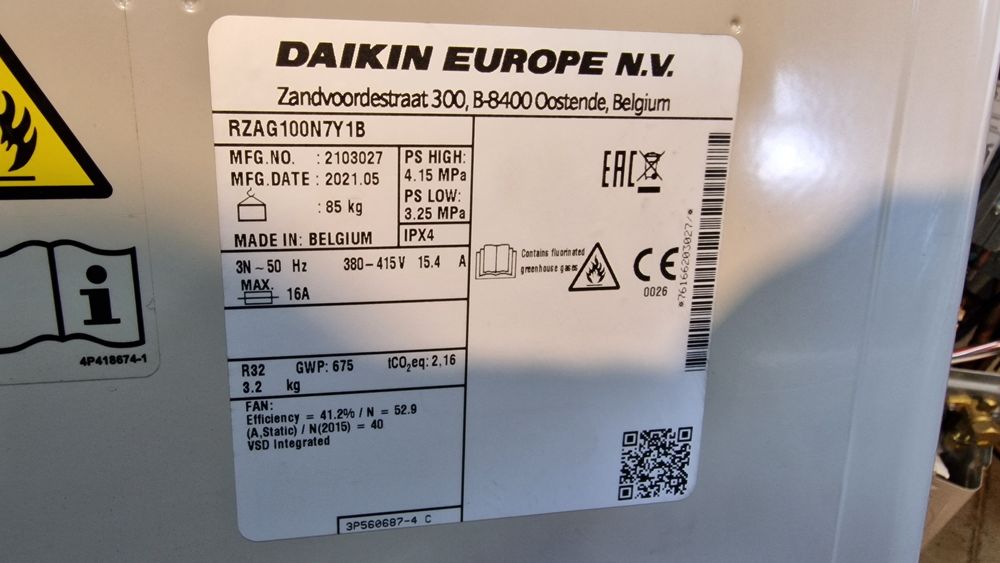 DAIKIN EUROPE N.V.
Zandvoordestraat 300, B-8400 Oostende, Belgium
RZAG100N7Y1B
MFG.NO. : 2103027
MFG.DATE : 2021.05
: 85 kg
MADE IN: BELGIUM
PS HIGH:
4.15 MPa
PS LOW:
3.25 MPa
IPX4
3N~50 Hz 380-415V 15.4 A
MAX.
16A
R32 GWP: 675 tCO₂eq: 2,16
3.2 kg
FAN:
Efficiency = 41.2% / N = 52.9
(A,Static) / N(2015) = 40
VSD Integrated
3P560687-4 C
EAC
Contains fluorinated
greenhouse gases
CE
0026
*76166203027/*
i
4P418674-1